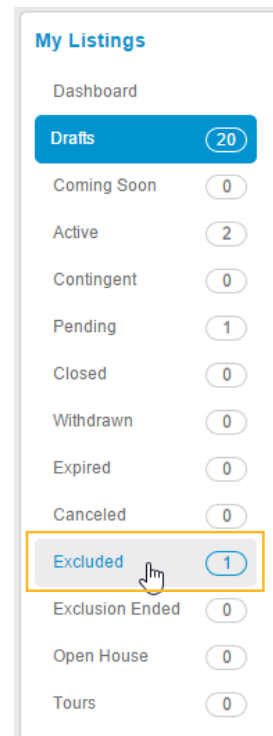 My Listings
Dashboard
Drafts 20
Coming Soon 0
Active 2
Contingent 0
Pending 1
Closed 0
Withdrawn 0
Expired 0
Canceled 0
Excluded 1
Exclusion Ended 0
Open House 0
Tours 0